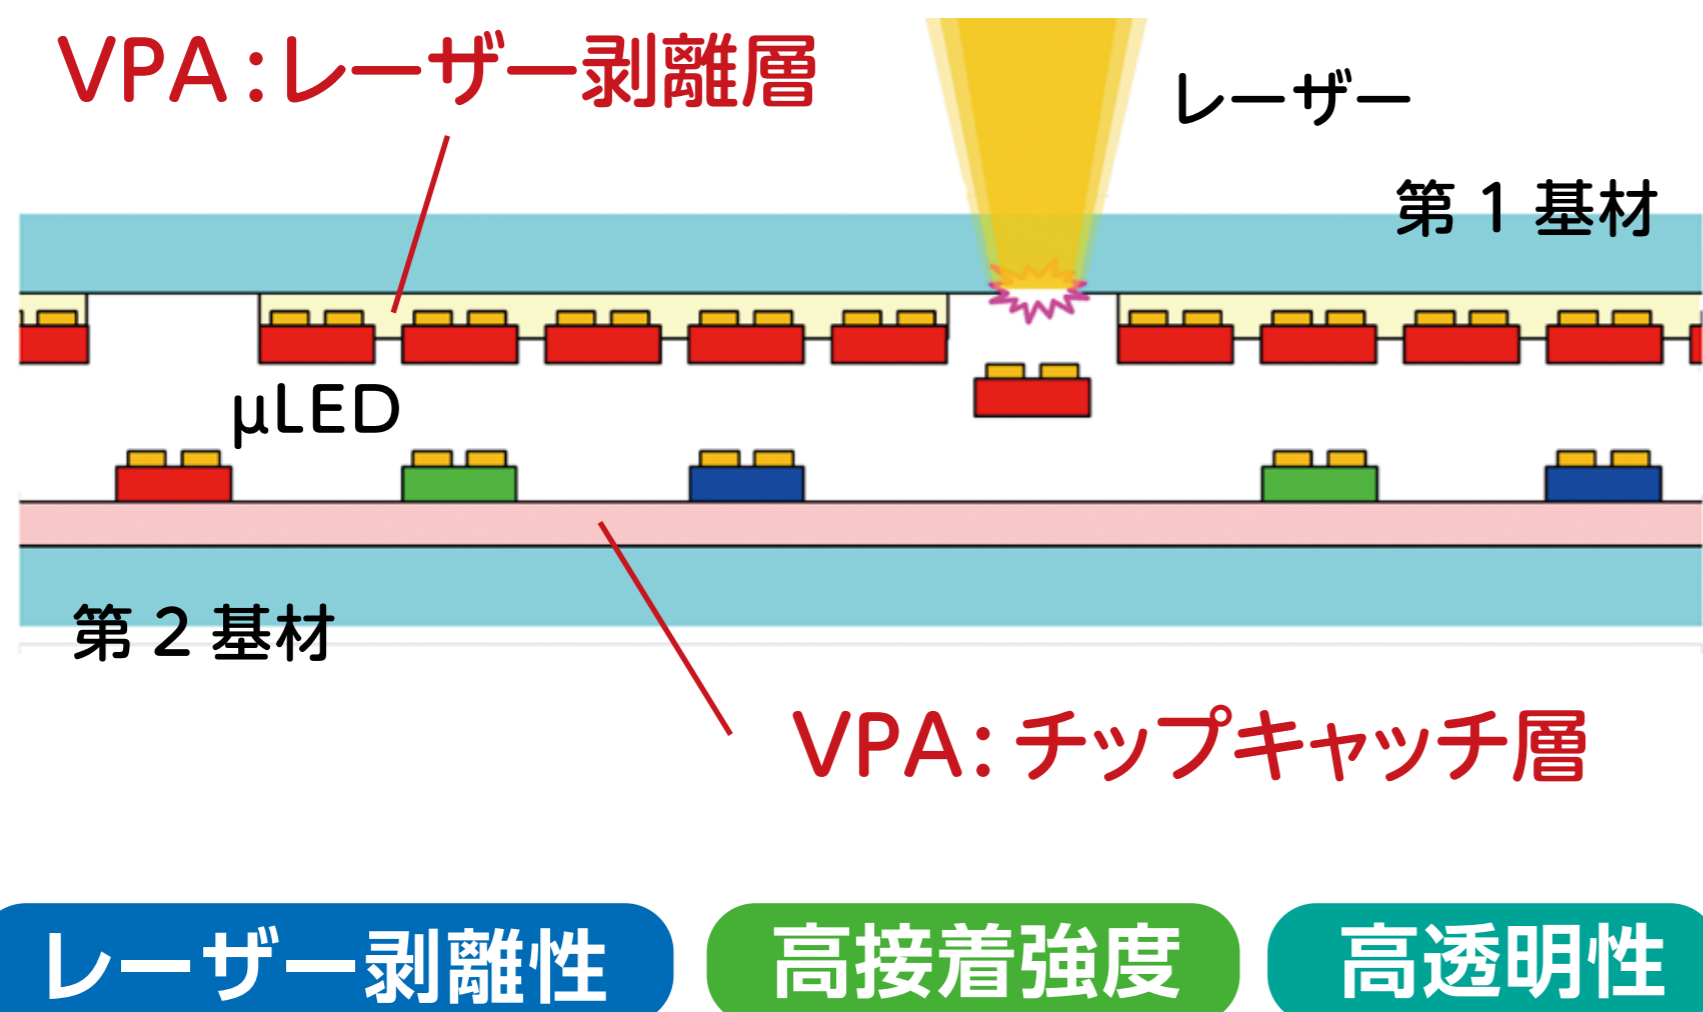 VPA:レーザー剥離層
レーザー
第1基材
μLED
第2基材
VPA:チップキャッチ層
レーザー剥離性
高接着強度
高透明性